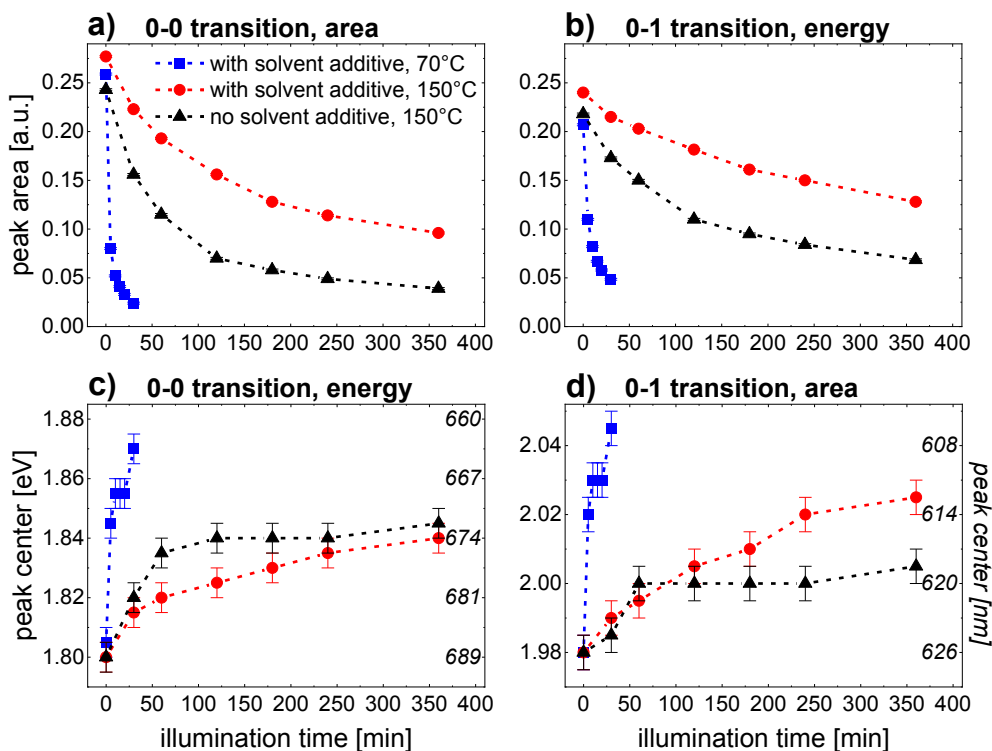 a) 0-0 transition, area
b) 0-1 transition, energy
with solvent additive, 70°C
with solvent additive, 150°C
no solvent additive, 150°C
peak area [a.u.]
0.25
0.20
0.15
0.10
0.05
0.00
0 50 100 150 200 250 300 350 400
0.25
0.20
0.15
0.10
0.05
0.00
0 50 100 150 200 250 300 350 400
c) 0-0 transition, energy
d) 0-1 transition, area
peak center [eV]
1.88
1.86
1.84
1.82
1.80
660
667
674
681
689
0 50 100 150 200 250 300 350 400
illumination time [min]
2.04
2.02
2.00
1.98
608
614
620
626
peak center [nm]
0 50 100 150 200 250 300 350 400
illumination time [min]